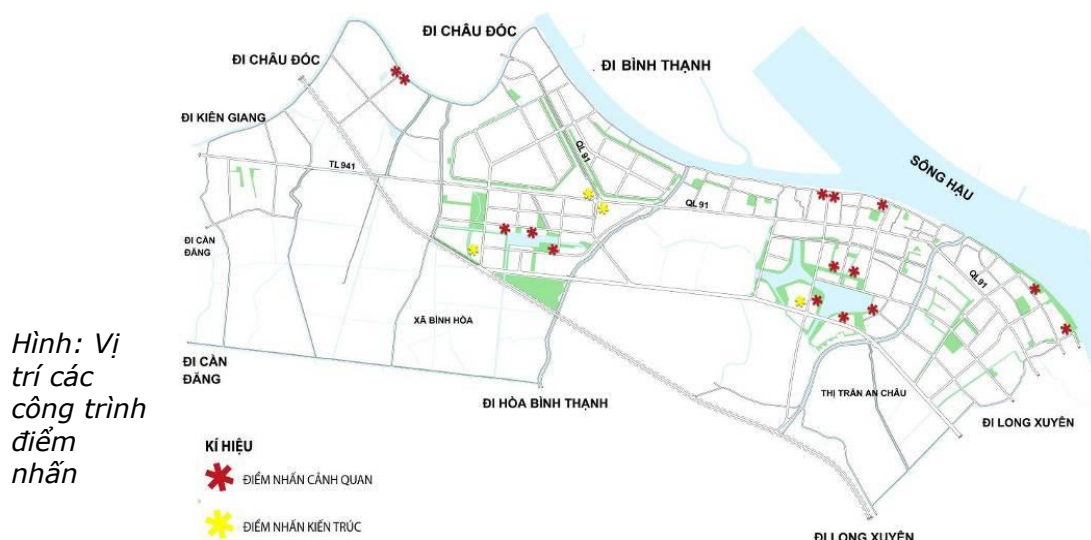 ĐI CHÂU ĐỐC
ĐI CHÂU ĐỐC
ĐI BÌNH THẠNH
ĐI KIÊN GIANG
TL 941
QL 91
SÔNG HẬU
QL 91
ĐI CẦN
ĐĂNG
QL91
XÃ BÌNH HÒA
Hình: Vị
trí các
công trình
điểm
nhấn
ĐI CẦN
ĐĂNG
ĐI HÒA BÌNH THẠNH
THỊ TRẤN AN CHÂU
ĐI LONG XUYÊN
KÍ HIỆU
ĐIỂM NHẤN CẢNH QUAN
ĐIỂM NHẤN KIẾN TRÚC
ĐI LONG XUYÊN